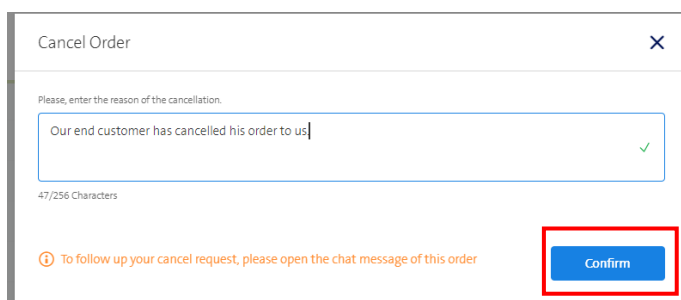 Cancel Order
Please, enter the reason of the cancellation.
Our end customer has cancelled his order to us.
47/256 Characters
To follow up your cancel request, please open the chat message of this order
Confirm